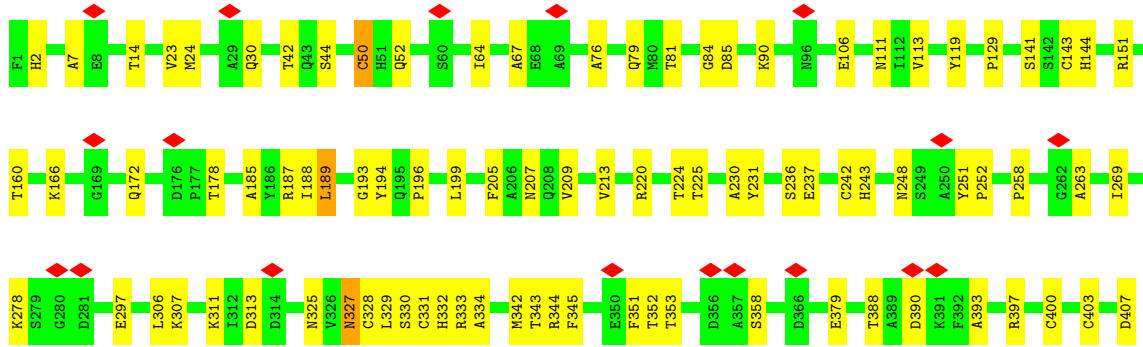 F1 H2 A7 E8 T14 V23 M24 A29 Q30 T42 Q43 S44 C50 H51 Q52 S60 I64 A67 E68 A69 A76 Q79 M80 T81 G84 D85 K90 N96 E106 N111 I112 V113 Y119 P129 S141 S142 C143 H144 R151
T160 K166 G169 Q172 D176 P177 T178 A185 Y186 R187 I188 L189 G193 Y194 Q195 P196 L199 F205 A206 N207 Q208 V209 V213 R220 T224 T225 A230 Y231 S236 E237 C242 H243 N248 S249 A250 Y251 P252 P258 G262 A263 I269
K278 S279 G280 D281 E297 L306 K307 K311 I312 D313 D314 N325 V326 N327 C328 L329 S330 C331 H332 R333 A334 M342 T343 R344 F345 E350 F351 T352 T353 D356 A357 S358 D366 E379 T388 A389 D390 K391 F392 A393 R397 C400 C403 D407